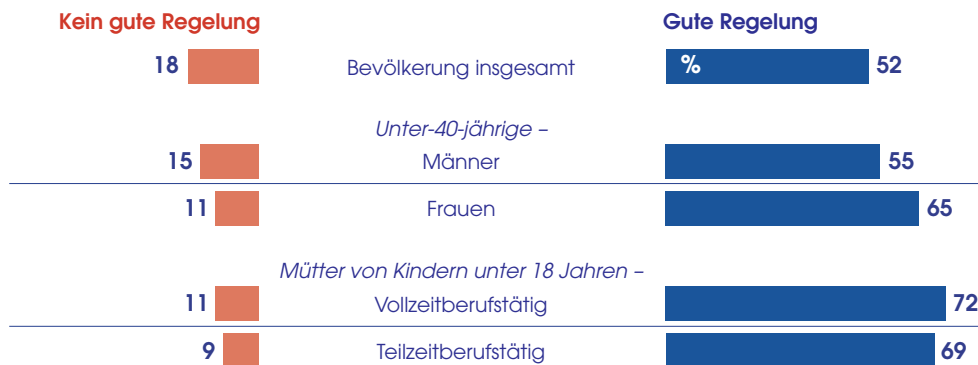 Kein gute Regelung Gute Regelung
18 Bevölkerung insgesamt % 52
Unter-40-jährige –
15 Männer 55
11 Frauen 65
Mütter von Kindern unter 18 Jahren –
11 Vollzeitberufstätig 72
9 Teilzeitberufstätig 69